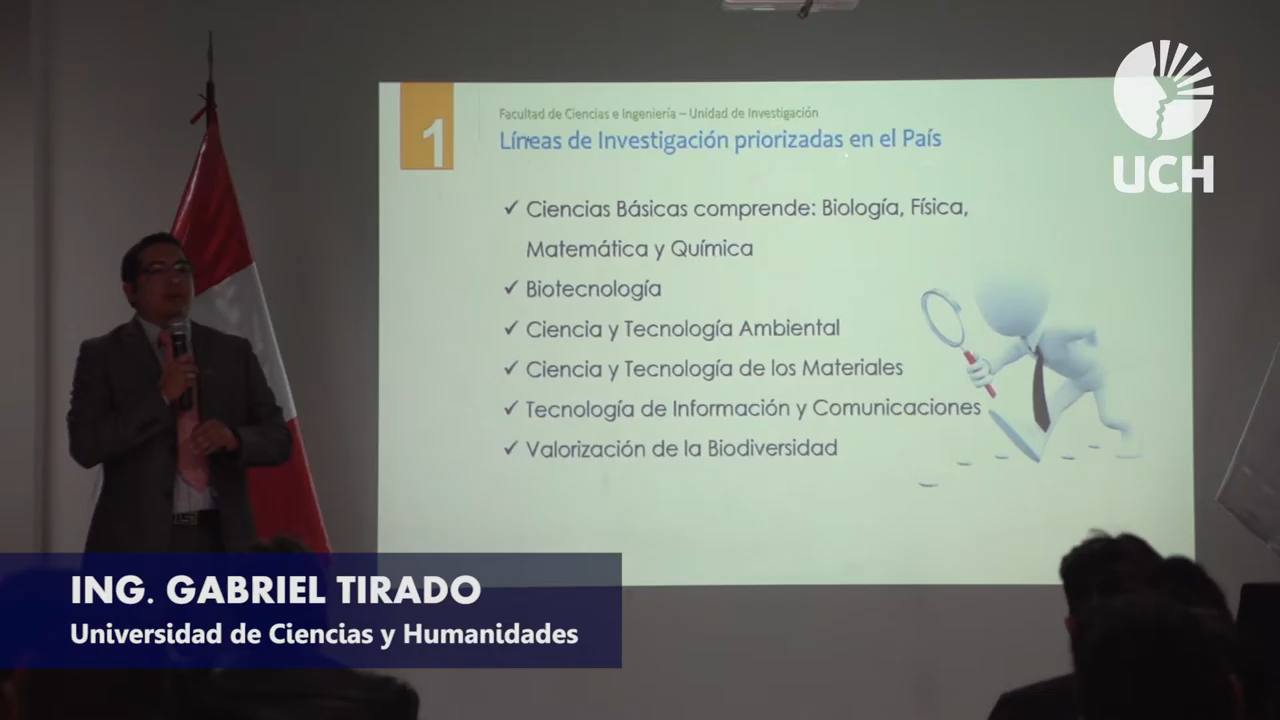 1
Facultad de Ciencias e Ingeniería – Unidad de Investigación
Líneas de Investigación priorizadas en el País
✓ Ciencias Básicas comprende: Biología, Física,
Matemática y Química
✓ Biotecnología
✓ Ciencia y Tecnología Ambiental
✓ Ciencia y Tecnología de los Materiales
✓ Tecnología de Información y Comunicaciones
✓ Valorización de la Biodiversidad
UCH
ING. GABRIEL TIRADO
Universidad de Ciencias y Humanidades